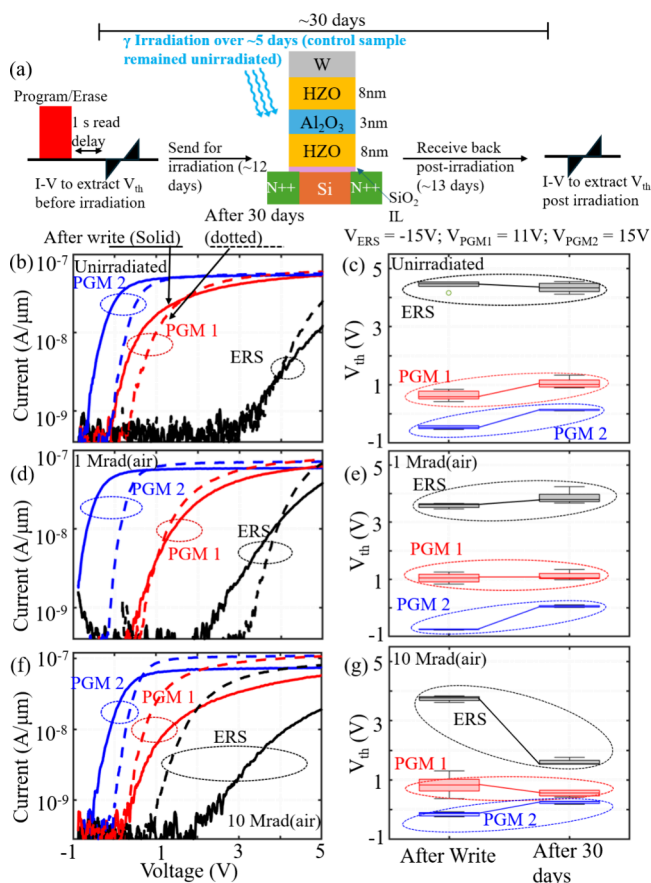 ~30 days
γ Irradiation over ~5 days (control sample
remained unirradiated)
(a)
W
HZO
8nm
Al2O3
3nm
HZO
8nm
N++
Si
N++
SiO2
IL
Program/Erase
1 s read
delay
I-V to extract Vth
before irradiation
Send for
irradiation (~12
days)
Receive back
post-irradiation
(~13 days)
I-V to extract Vth
post irradiation
VERS = -15V; VPGM1 = 11V; VPGM2 = 15V
After write (Solid)
After 30 days
(dotted)
(b)
Unirradiated
PGM 2
PGM 1
ERS
Current (A/μm)
10-7
10-8
10-9
(c)
Unirradiated
ERS
PGM 1
PGM 2
Vth (V)
5
3
1
-1
(d)
1 Mrad(air)
PGM 2
PGM 1
ERS
Current (A/μm)
10-7
10-8
10-9
(e)
1 Mrad(air)
ERS
PGM 1
PGM 2
Vth (V)
5
3
1
-1
(f)
PGM 2
PGM 1
ERS
10 Mrad(air)
Current (A/μm)
10-7
10-8
10-9
-1
1
3
5
Voltage (V)
(g)
10 Mrad(air)
ERS
PGM 1
PGM 2
Vth (V)
5
3
1
-1
After Write
After 30
days